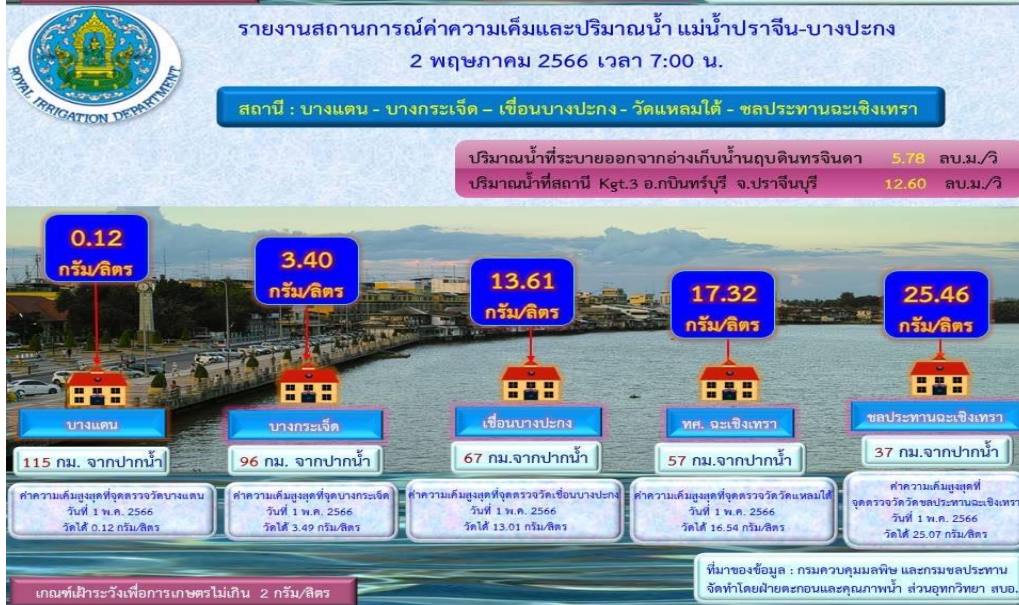 รายงานสถานการณ์ค่าความเค็มและปริมาณน้ำ แม่น้ำปราจีน-บางปะกง
2 พฤษภาคม 2566 เวลา 7:00 น.
ROYAL IRRIGATION DEPARTMENT
สถานี : บางแตน - บางกระเจ็ด – เขื่อนบางปะกง - วัดแหลมใต้ - ชลประทานฉะเชิงเทรา
ปริมาณน้ำที่ระบายออกจากอ่างเก็บน้ำนฤบดินทรจินดา 5.78 ลบ.ม./วิ
ปริมาณน้ำที่สถานี Kgt.3 อ.กบินทร์บุรี จ.ปราจีนบุรี 12.60 ลบ.ม./วิ
0.12
กรัม/ลิตร
บางแตน
115 กม. จากปากน้ำ
ค่าความเค็มสูงสุดที่จุดตรวจวัดบางแตน
วันที่ 1 พ.ค. 2566
วัดได้ 0.12 กรัม/ลิตร
3.40
กรัม/ลิตร
บางกระเจ็ด
96 กม. จากปากน้ำ
ค่าความเค็มสูงสุดที่จุดบางกระเจ็ด
วันที่ 1 พ.ค. 2566
วัดได้ 3.49 กรัม/ลิตร
13.61
กรัม/ลิตร
เขื่อนบางปะกง
67 กม.จากปากน้ำ
ค่าความเค็มสูงสุดที่จุดตรวจวัดเขื่อนบางปะกง
วันที่ 1 พ.ค. 2566
วัดได้ 13.01 กรัม/ลิตร
17.32
กรัม/ลิตร
ทศ. ฉะเชิงเทรา
57 กม.จากปากน้ำ
ค่าความเค็มสูงสุดที่จุดตรวจวัดวัดแหลมใต้
วันที่ 1 พ.ค. 2566
วัดได้ 16.54 กรัม/ลิตร
25.46
กรัม/ลิตร
ชลประทานฉะเชิงเทรา
37 กม.จากปากน้ำ
ค่าความเค็มสูงสุดที่
จุดตรวจวัดวัดชลประทานฉะเชิงเทรา
วันที่ 1 พ.ค. 2566
วัดได้ 25.07 กรัม/ลิตร
เกณฑ์เฝ้าระวังเพื่อการเกษตรไม่เกิน 2 กรัม/ลิตร
ที่มาของข้อมูล : กรมควบคุมมลพิษ และกรมชลประทาน
จัดทำโดยฝ่ายตะกอนและคุณภาพน้ำ ส่วนอุทกวิทยา สบอ.